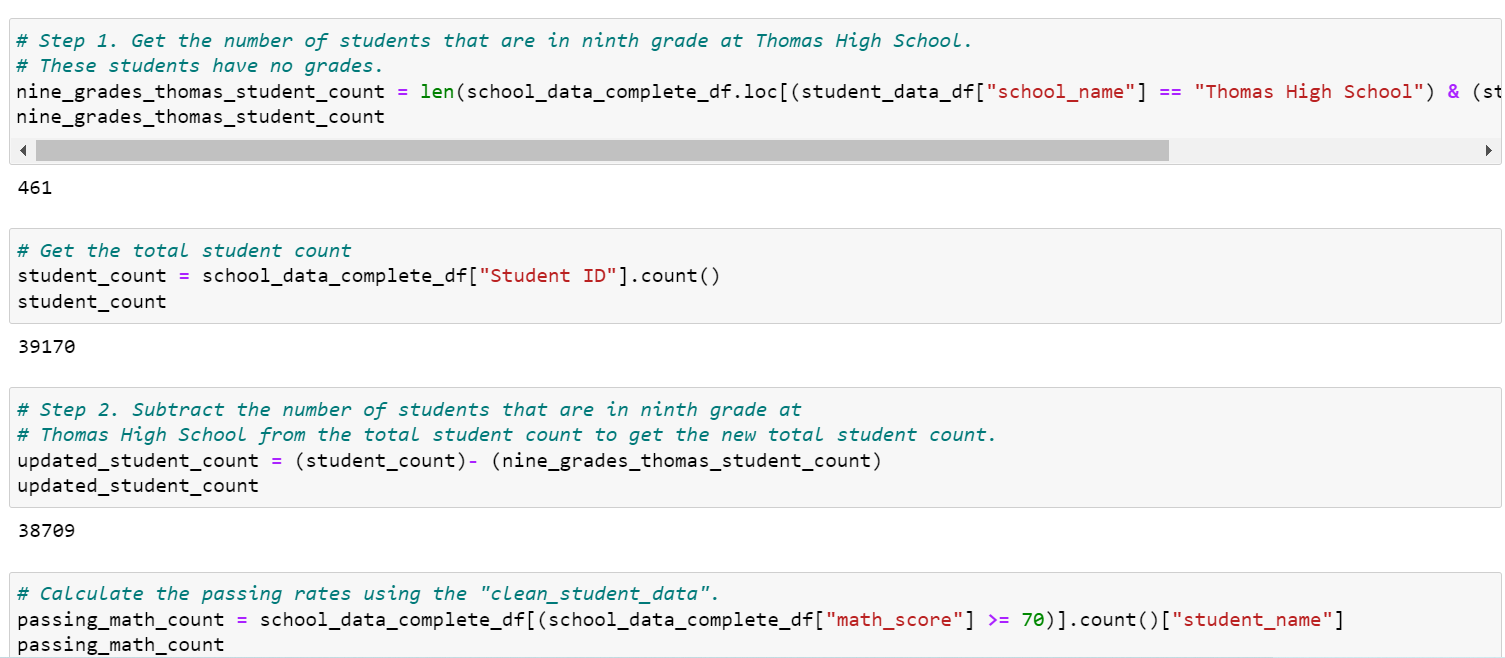 # Step 1. Get the number of students that are in ninth grade at Thomas High School.
# These students have no grades.
nine_grades_thomas_student_count = len(school_data_complete_df.loc[(student_data_df["school_name"] == "Thomas High School") & (st
nine_grades_thomas_student_count
461
# Get the total student count
student_count = school_data_complete_df["Student ID"].count()
student_count
39170
# Step 2. Subtract the number of students that are in ninth grade at
# Thomas High School from the total student count to get the new total student count.
updated_student_count = (student_count)- (nine_grades_thomas_student_count)
updated_student_count
38709
# Calculate the passing rates using the "clean_student_data".
passing_math_count = school_data_complete_df[(school_data_complete_df["math_score"] >= 70)].count()["student_name"]
passing_math_count